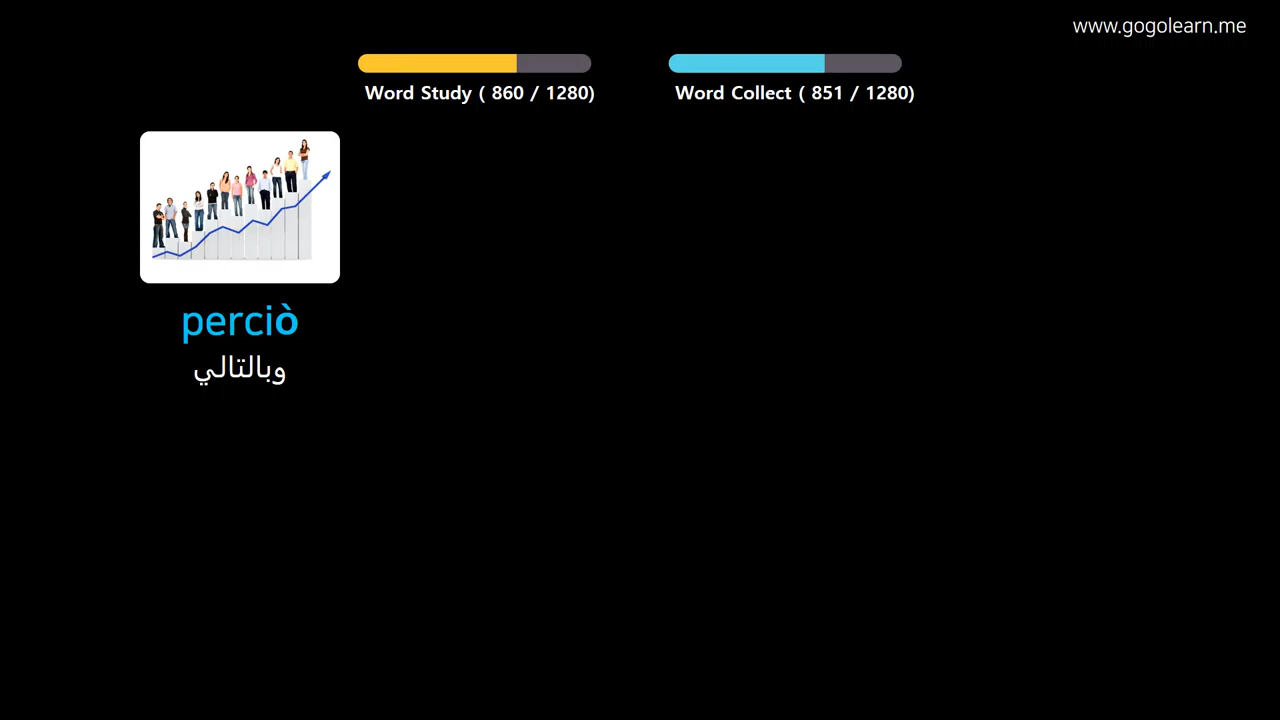 www.gogolearn.me
Word Study ( 860 / 1280)
Word Collect ( 851 / 1280)
perciò
وبالتالي